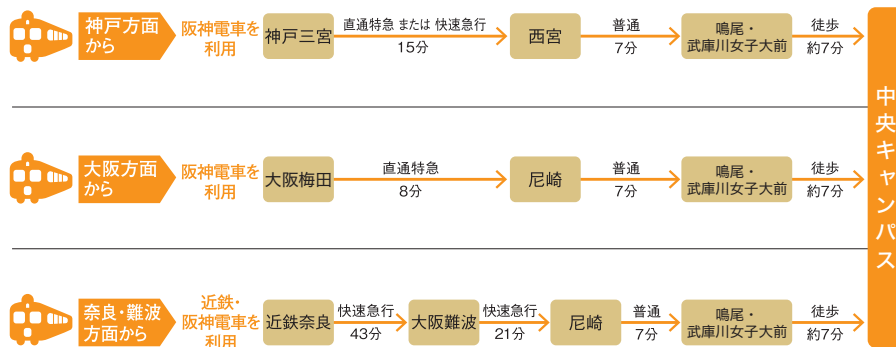 神戸方面
から
阪神電車を
利用
神戸三宮
直通特急 または 快速急行
15分
西宮
普通
7分
鳴尾・
武庫川女子大前
徒歩
約7分
大阪方面
から
阪神電車を
利用
大阪梅田
直通特急
8分
尼崎
普通
7分
鳴尾・
武庫川女子大前
徒歩
約7分
奈良・難波
方面から
近鉄・
阪神電車を
利用
近鉄奈良
快速急行
43分
大阪難波
快速急行
21分
尼崎
普通
7分
鳴尾・
武庫川女子大前
徒歩
約7分
中央キャンパス